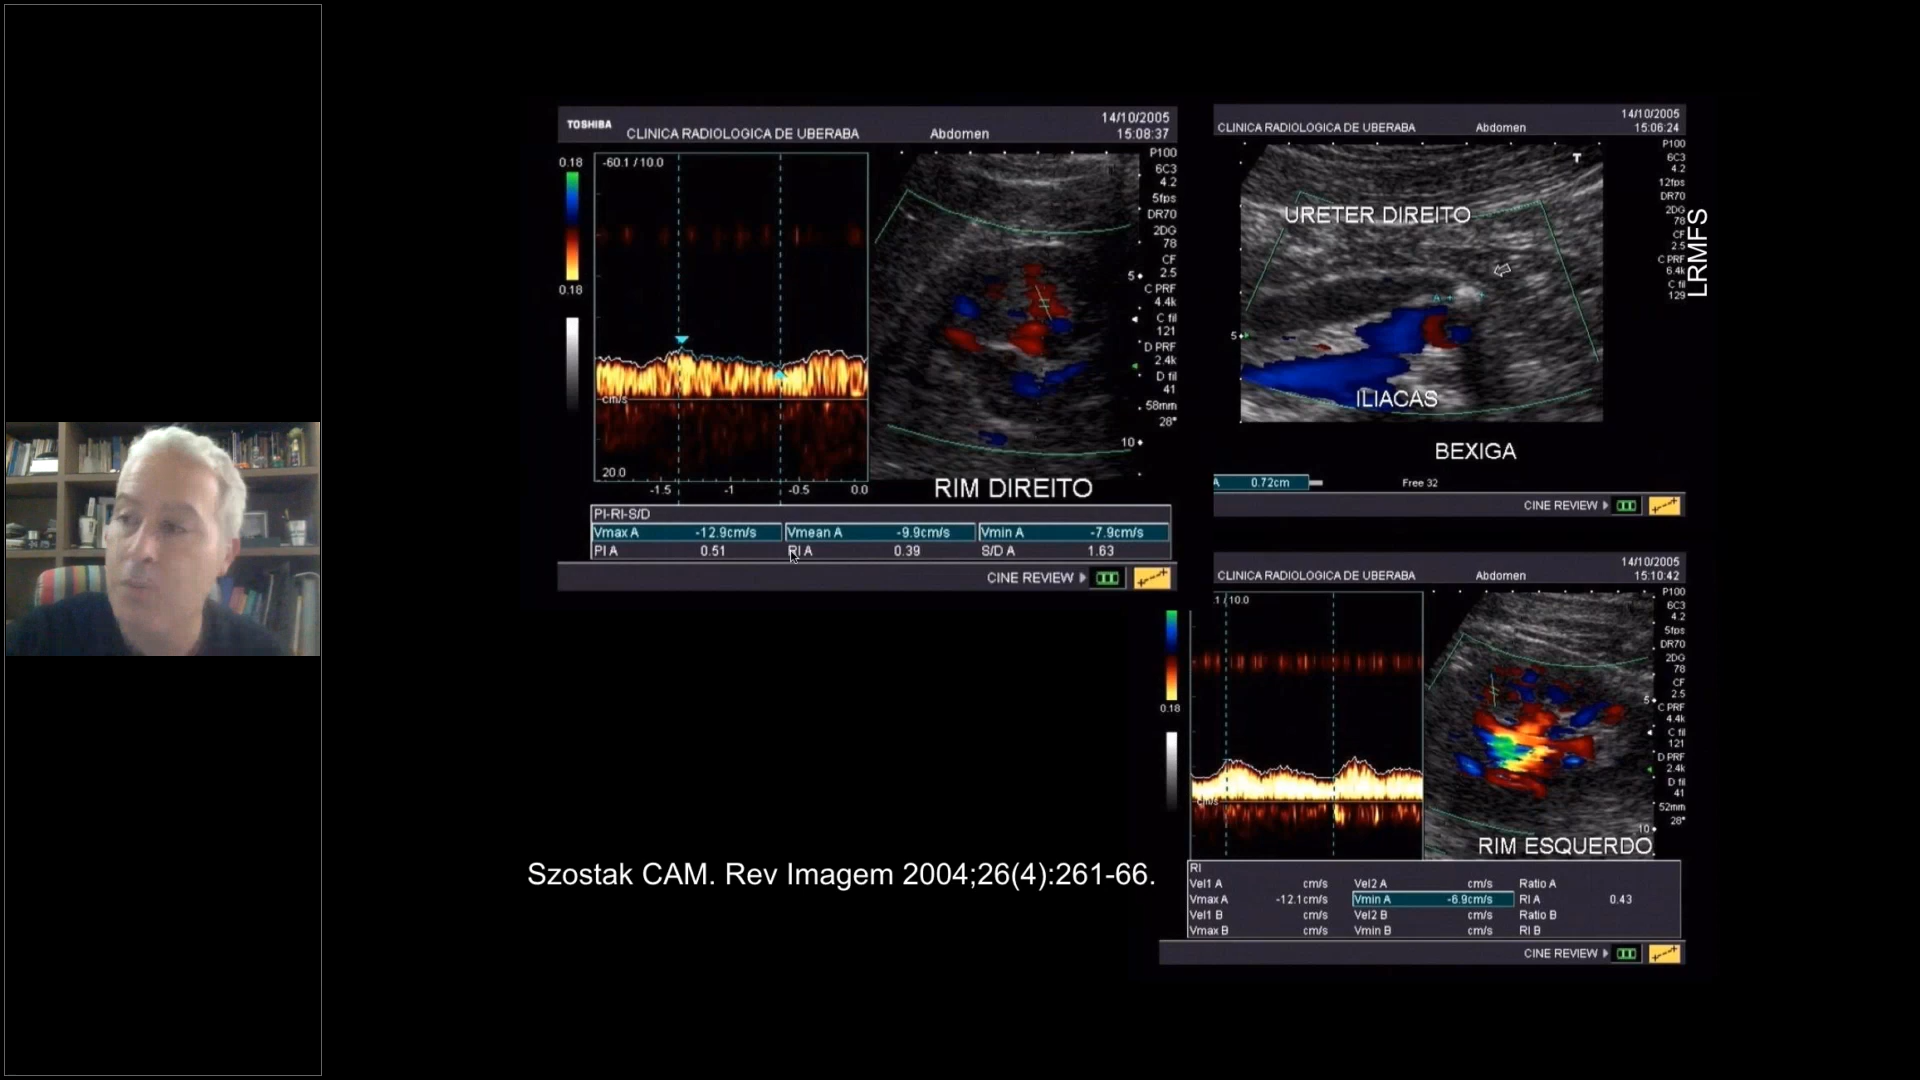 TOSHIBA
CLINICA RADIOLOGICA DE UBERABA
Abdomen
14/10/2005
15:08:37
0.18
0.18
-60.1 / 10.0
cm/s
20.0
-1.5
-1
-0.5
0.0
P100
6C3
4.2
5fps
DR70
2DG
78
CF
2.5
C PRF
4.4k
C fil
121
D PRF
2.4k
D fil
41
58mm
28°
5
10
RIM DIREITO
PI-RI-S/D
Vmax A -12.9cm/s Vmean A -9.9cm/s Vmin A -7.9cm/s
PI A 0.51 RI A 0.39 S/D A 1.63
CINE REVIEW
CLINICA RADIOLOGICA DE UBERABA
Abdomen
14/10/2005
15:06:24
T
URETER DIREITO
A
5
ILIACAS
P100
6C3
4.2
12fps
DR70
2DG
78
CF
2.5
C PRF
6.4k
C fil
129
LRMFS
BEXIGA
A 0.72cm
Free 32
CINE REVIEW
CLINICA RADIOLOGICA DE UBERABA
Abdomen
14/10/2005
15:10:42
.1 / 10.0
0.18
cm/s
P100
6C3
4.2
5fps
DR70
2DG
78
CF
2.5
C PRF
4.4k
C fil
121
D PRF
2.4k
D fil
41
52mm
28°
5
10
RIM ESQUERDO
RI
Vel1 A cm/s Vel2 A cm/s Ratio A
Vmax A -12.1cm/s Vmin A -6.9cm/s RI A 0.43
Vel1 B cm/s Vel2 B cm/s Ratio B
Vmax B cm/s Vmin B cm/s RI B
CINE REVIEW
Szostak CAM. Rev Imagem 2004;26(4):261-66.